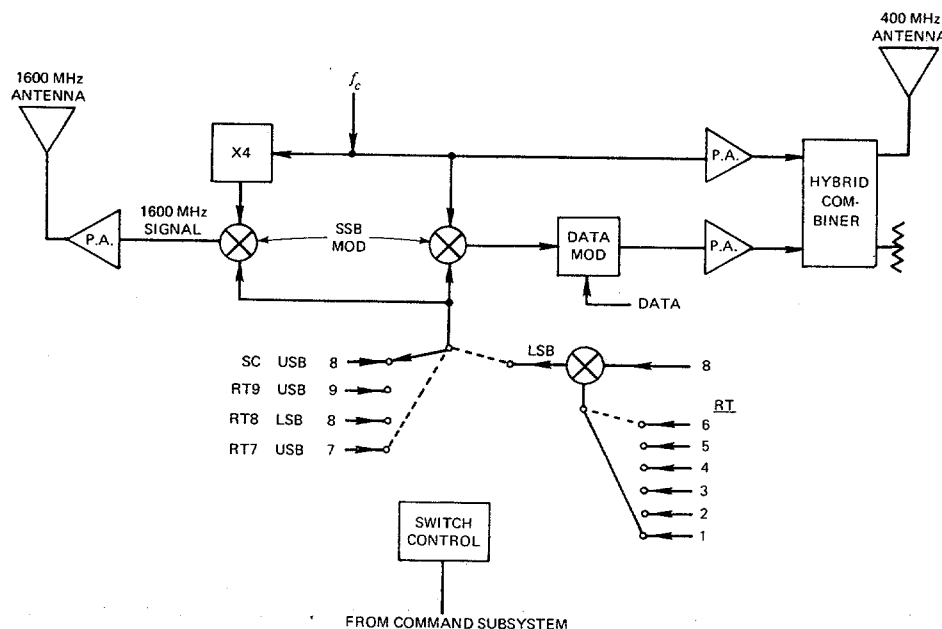 400 MHz
ANTENNA
1600 MHz
ANTENNA
fc
X4
P.A.
HYBRID
COM-
BINER
1600 MHz
SIGNAL
P.A.
SSB
MOD
DATA
MOD
P.A.
DATA
SC USB 8
LSB
8
RT9 USB 9
RT8 LSB 8
RT7 USB 7
RT
6
5
4
3
2
1
SWITCH
CONTROL
FROM COMMAND SUBSYSTEM